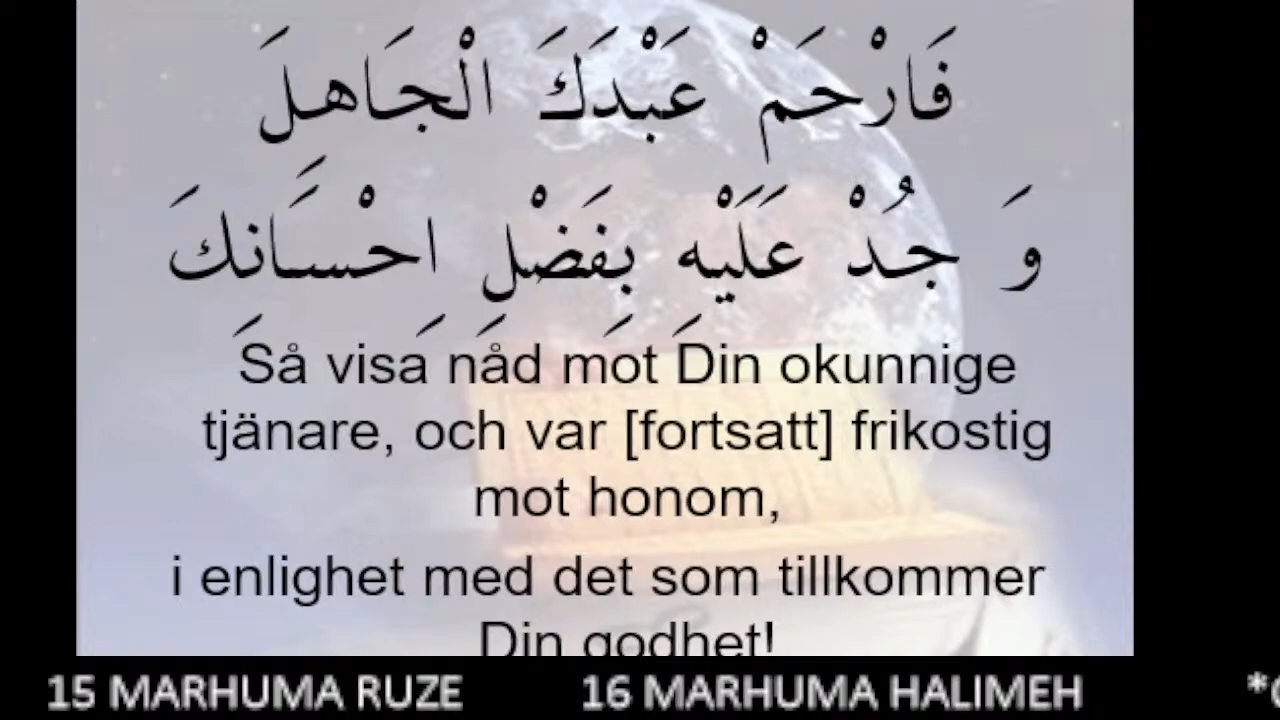 فَارْحَمْ عَبْدَكَ الْجَاهِلَ
وَ جُدْ عَلَيْهِ بِفَضْلِ اِحْسَانِكَ
Så visa nåd mot Din okunnige
tjänare, och var [fortsatt] frikostig
mot honom,
i enlighet med det som tillkommer
Din godhet!
15 MARHUMA RUZE 16 MARHUMA HALIMEH